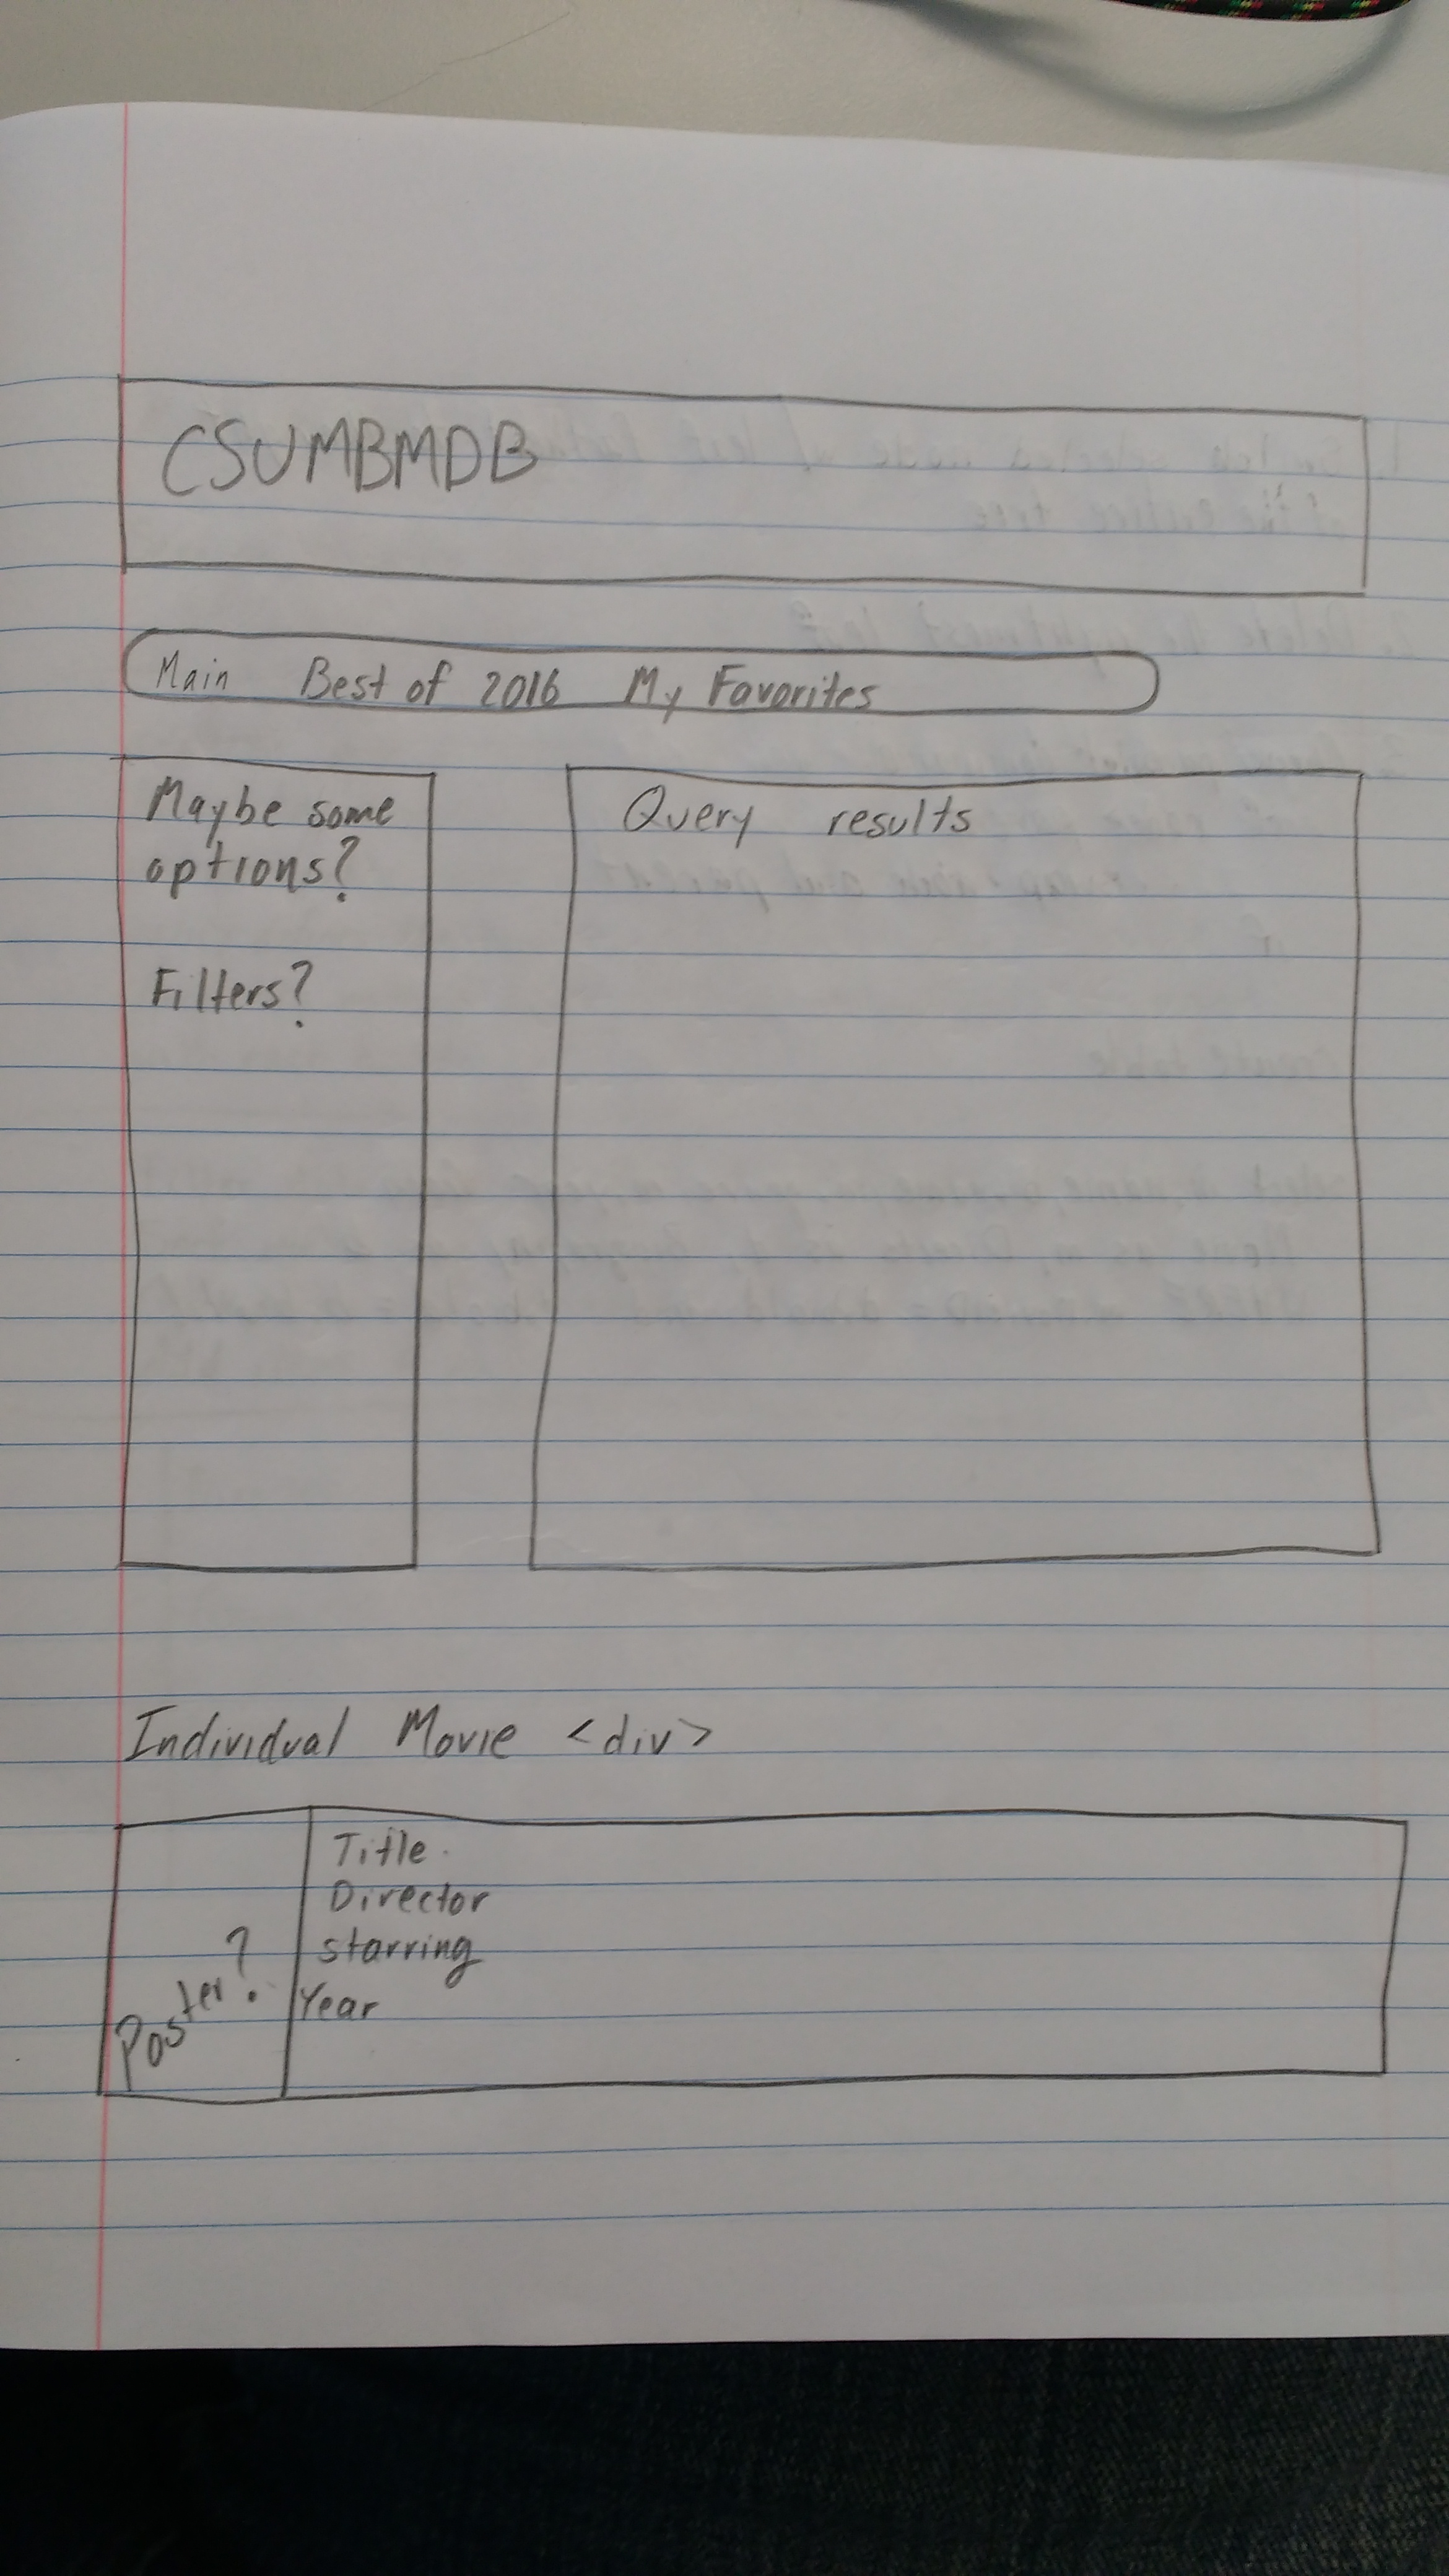 CSUMBMDB
Main Best of 2016 My Favorites
Maybe some
options?
Filters?
Query results
Individual Movie <div>
Poster?
Title
Director
starring
Year